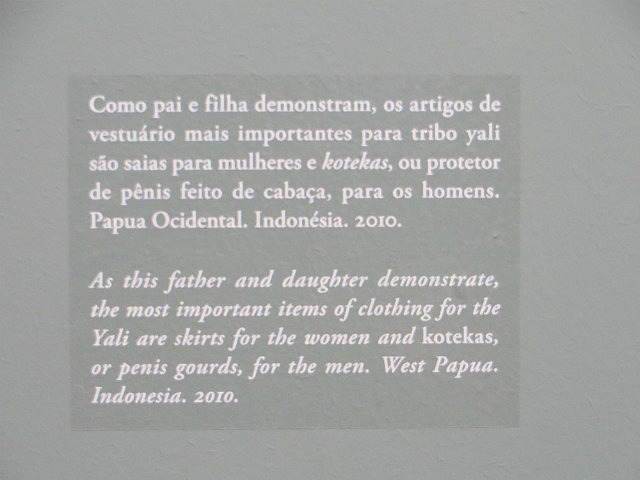 Como pai e filha demonstram, os artigos de
vestuário mais importantes para tribo yali
são saias para mulheres e kotekas, ou protetor
de pênis feito de cabaça, para os homens.
Papua Ocidental. Indonésia. 2010.
As this father and daughter demonstrate,
the most important items of clothing for the
Yali are skirts for the women and kotekas,
or penis gourds, for the men. West Papua.
Indonesia. 2010.